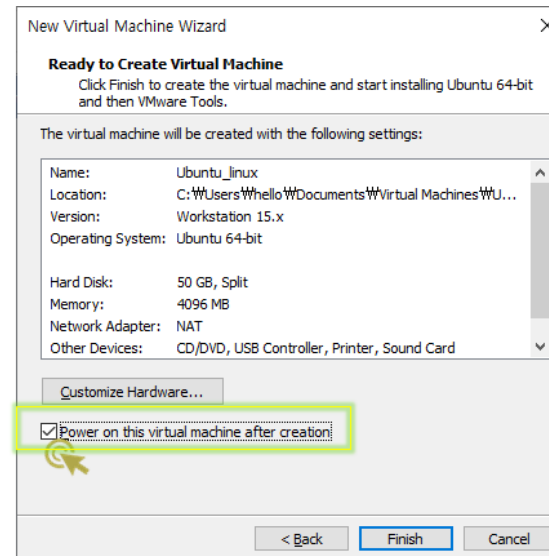 New Virtual Machine Wizard
Ready to Create Virtual Machine
Click Finish to create the virtual machine and start installing Ubuntu 64-bit
and then VMware Tools.
The virtual machine will be created with the following settings:
Name: Ubuntu_linux
Location: C:₩Users₩hello₩Documents₩Virtual Machines₩U...
Version: Workstation 15.x
Operating System: Ubuntu 64-bit
Hard Disk: 50 GB, Split
Memory: 4096 MB
Network Adapter: NAT
Other Devices: CD/DVD, USB Controller, Printer, Sound Card
Customize Hardware...
Power on this virtual machine after creation
< Back Finish Cancel